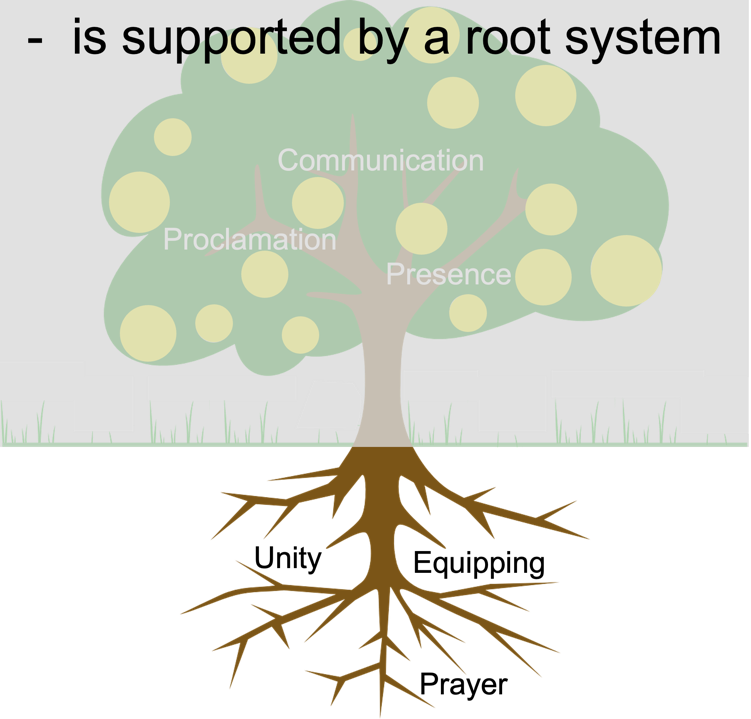 - is supported by a root system
Communication
Proclamation
Presence
Unity
Equipping
Prayer